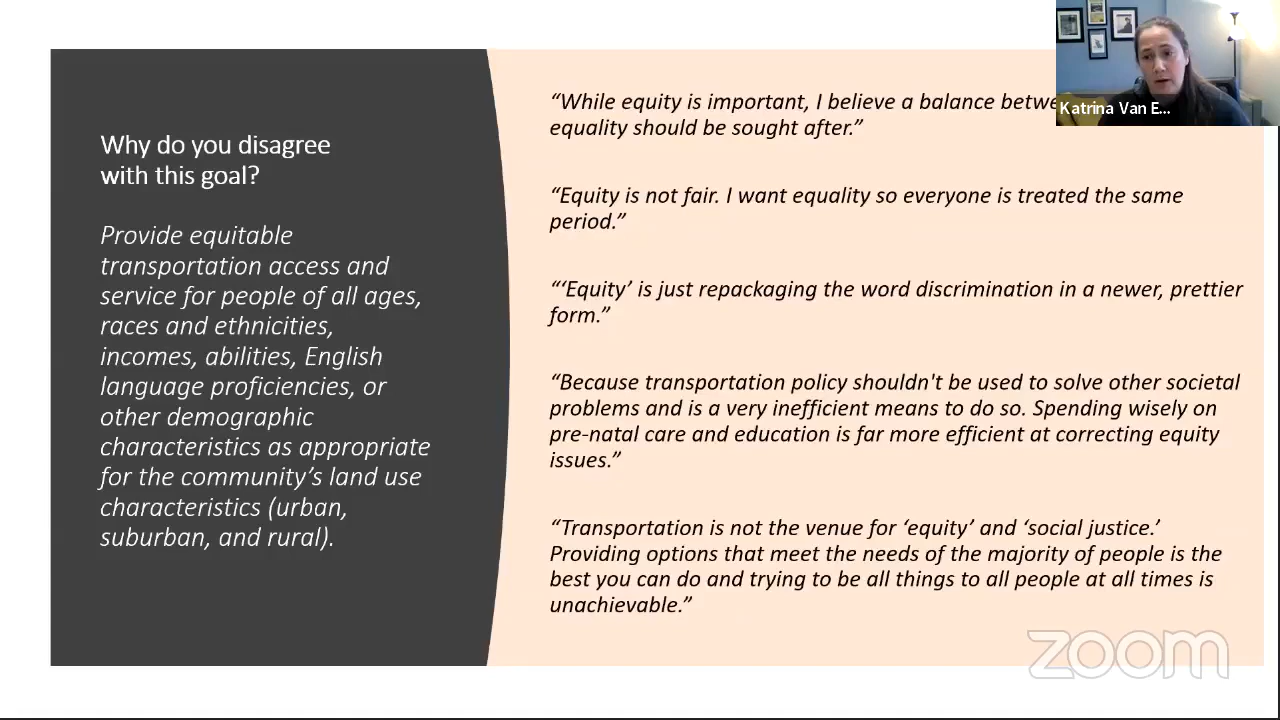 Why do you disagree
with this goal?
Provide equitable
transportation access and
service for people of all ages,
races and ethnicities,
incomes, abilities, English
language proficiencies, or
other demographic
characteristics as appropriate
for the community’s land use
characteristics (urban,
suburban, and rural).
“While equity is important, I believe a balance
equality should be sought after.”
“Equity is not fair. I want equality so everyone is treated the same
period.”
“‘Equity’ is just repackaging the word discrimination in a newer, prettier
form.”
“Because transportation policy shouldn't be used to solve other societal
problems and is a very inefficient means to do so. Spending wisely on
pre-natal care and education is far more efficient at correcting equity
issues.”
“Transportation is not the venue for ‘equity’ and ‘social justice.’
Providing options that meet the needs of the majority of people is the
best you can do and trying to be all things to all people at all times is
unachievable.”
Katrina Van E...
zoom